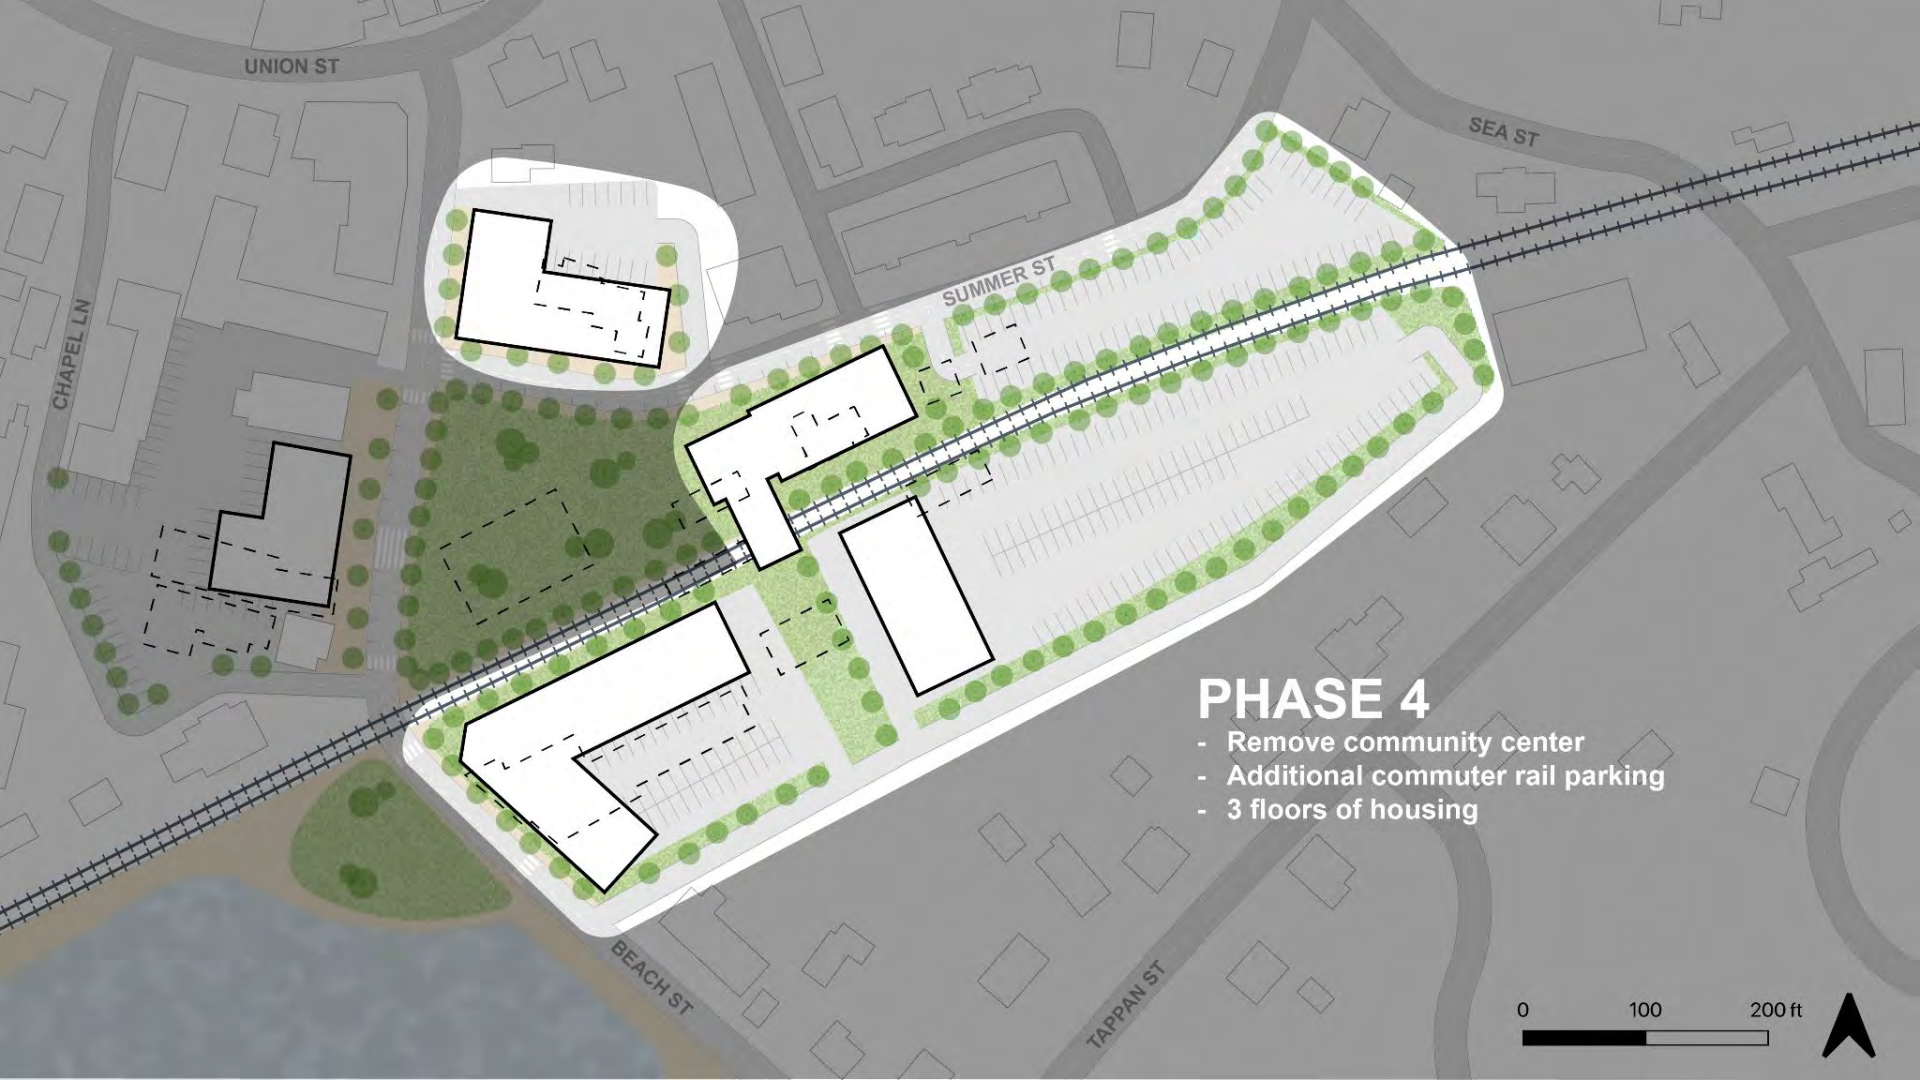 UNION ST
SEA ST
SUMMER ST
CHAPEL LN
PHASE 4
- Remove community center
- Additional commuter rail parking
- 3 floors of housing
BEACH ST
TAPPAN ST
0 100 200 ft